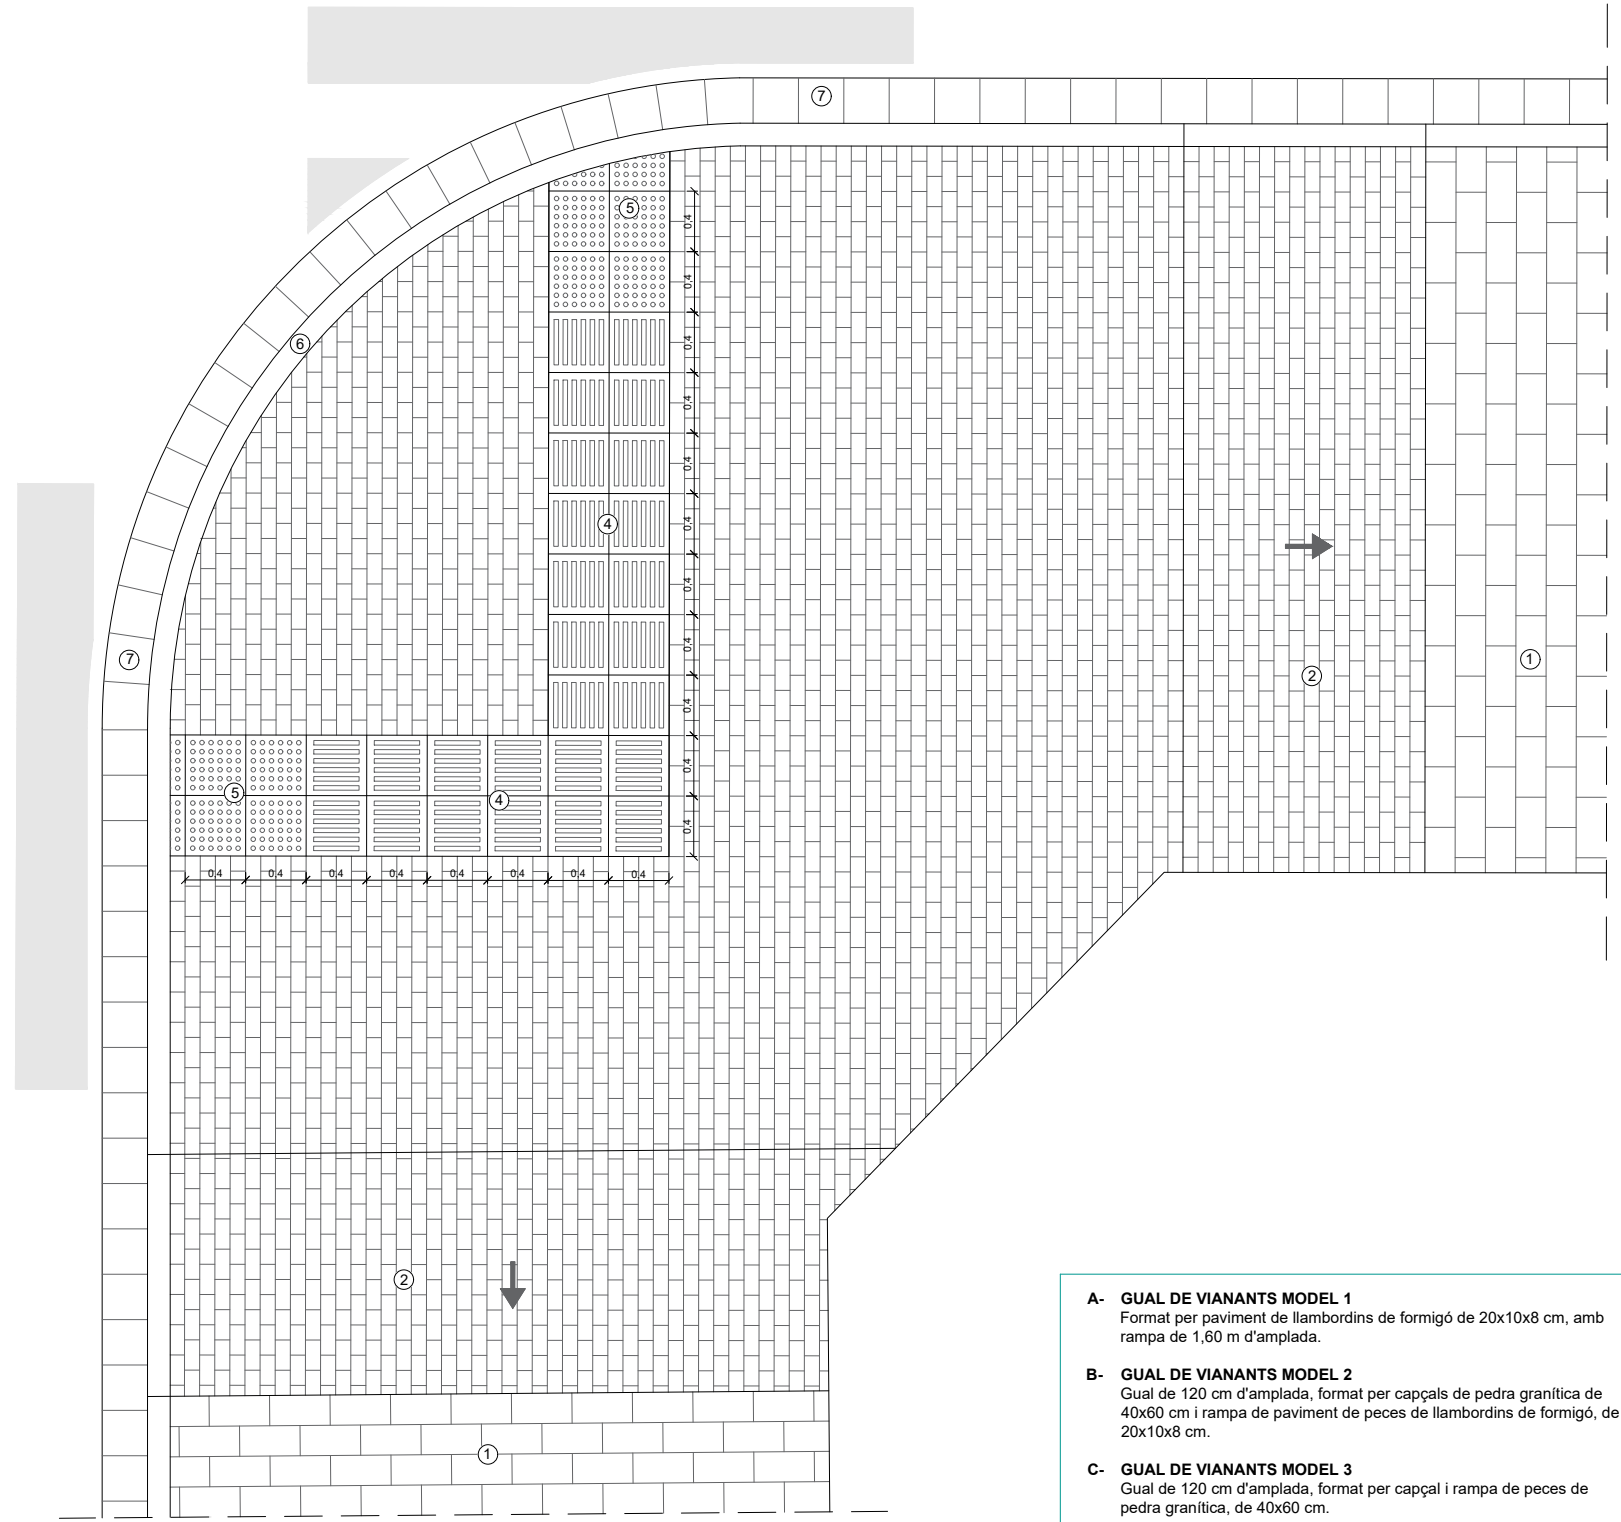 7
5
0,4
0,4
6
0,4
0,4
0,4
4
0,4
0,4
0,4
7
1
2
0,4
0,4
5
4
0,4
0,4 0,4 0,4 0,4 0,4 0,4 0,4 0,4
2
1
A- GUAL DE VIANANTS MODEL 1
Format per paviment de llambordins de formigó de 20x10x8 cm, amb
rampa de 1,60 m d'amplada.
B- GUAL DE VIANANTS MODEL 2
Gual de 120 cm d'amplada, format per capçals de pedra granítica de
40x60 cm i rampa de paviment de peces de llambordins de formigó, de
20x10x8 cm.
C- GUAL DE VIANANTS MODEL 3
Gual de 120 cm d'amplada, format per capçal i rampa de peces de
pedra granítica, de 40x60 cm.